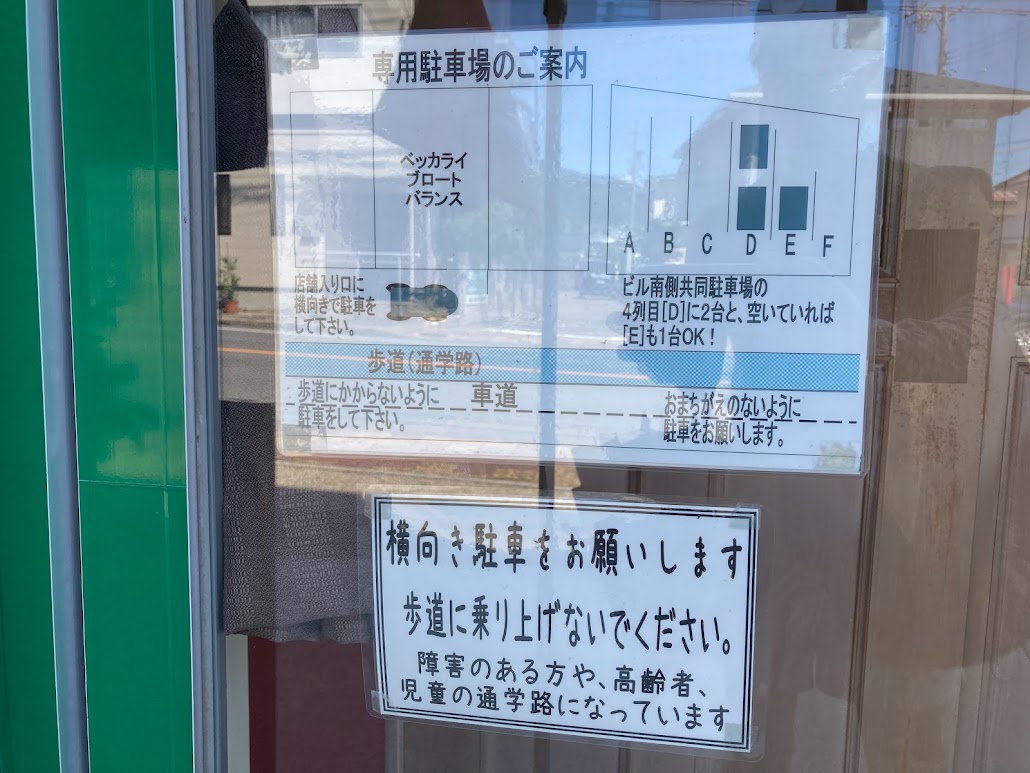 専用駐車場のご案内
ベッカライ
ブロート
バランス
A B C D E F
店舗入り口に
横向きで駐車を
して下さい。
ビル南側共同駐車場の
4列目[D]に2台と、空いていれば
[E]も1台OK！
歩道（通学路）
歩道にかからないように
駐車をして下さい。
車道
おまちがえのないように
駐車をお願いします。
横向き駐車をお願いします
歩道に乗り上げないでください。
障害のある方や、高齢者、
児童の通学路になっています